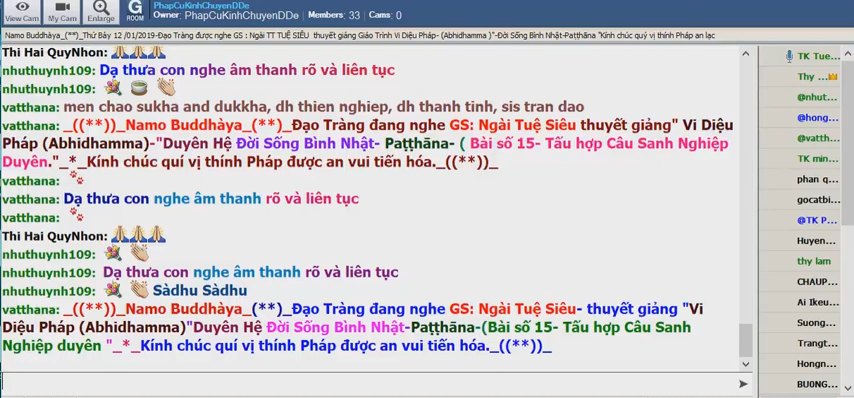 PhapCuKinhChuyenDDe
View Cam My Cam Enlarge ROOM Owner: PhapCuKinhChuyenDDe Members: 33 Cams: 0
Namo Buddhàya_(**)_Thứ Bảy 12 /01/2019-Đạo Tràng được nghe GS : Ngài TT TUỆ SIÊU thuyết giảng Giáo Trình Vi Diệu Pháp- (Abhidhamma )"-Đời Sống Bình Nhật-Paṭṭhāna "Kính chúc quý vị thính Pháp an lạc
Thi Hai QuyNhon:
nhuthuynh109: Dạ thưa con nghe âm thanh rõ và liên tục
nhuthuynh109:
vatthana: men chao sukha and dukkha, dh thien nghiep, dh thanh tinh, sis tran dao
vatthana: _((**))_Namo Buddhàya_(**)_Đạo Tràng đang nghe GS: Ngài Tuệ Siêu thuyết giảng" Vi Diệu
Pháp (Abhidhamma)-"Duyên Hệ Đời Sống Bình Nhật- Paṭṭhāna- ( Bài số 15- Tấu hợp Câu Sanh Nghiệp
Duyên."_*_Kính chúc quí vị thính Pháp được an vui tiến hóa._((**))_
vatthana:
vatthana: Dạ thưa con nghe âm thanh rõ và liên tục
vatthana:
Thi Hai QuyNhon:
nhuthuynh109:
nhuthuynh109: Dạ thưa con nghe âm thanh rõ và liên tục
nhuthuynh109: Sàdhu Sàdhu
vatthana: _((**))_Namo Buddhàya_(**)_Đạo Tràng đang nghe GS: Ngài Tuệ Siêu- thuyết giảng "Vi
Diệu Pháp (Abhidhamma)"Duyên Hệ Đời Sống Bình Nhật-Paṭṭhāna-(Bài số 15- Tấu hợp Câu Sanh
Nghiệp duyên "_*_Kính chúc quí vị thính Pháp được an vui tiến hóa._((**))_
TK Tue...
Thy ...
@nhut...
@hong...
@vatth...
TK min...
phan q...
gocatbi...
@TK P...
Huyen...
thy lam
CHAUP...
Ai Ikeu...
Suong...
Trangt...
Hongn...
BU0NG...